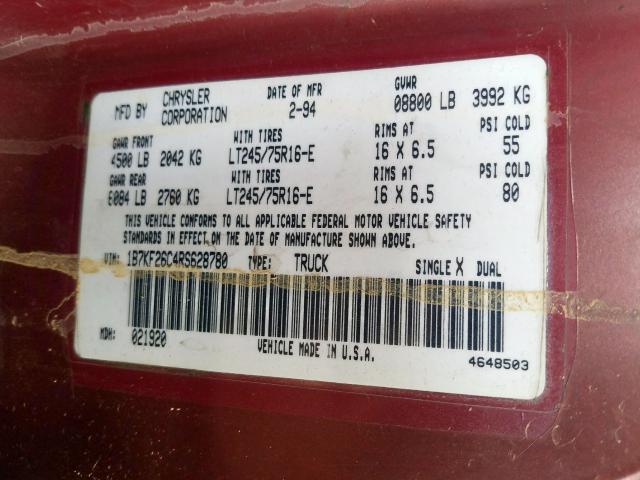 MFD BY CHRYSLER CORPORATION DATE OF MFR 2-94 GVWR 08800 LB 3992 KG
GAWR FRONT WITH TIRES RIMS AT PSI COLD
4500 LB 2042 KG LT245/75R16-E 16 X 6.5 55
GAWR REAR WITH TIRES RIMS AT PSI COLD
6084 LB 2760 KG LT245/75R16-E 16 X 6.5 80
THIS VEHICLE CONFORMS TO ALL APPLICABLE FEDERAL MOTOR VEHICLE SAFETY
STANDARDS IN EFFECT ON THE DATE OF MANUFACTURE SHOWN ABOVE.
VIN: 1B7KF26C4RS628780 TYPE: TRUCK SINGLE X DUAL
MDH: 021920
VEHICLE MADE IN U.S.A.
4648503